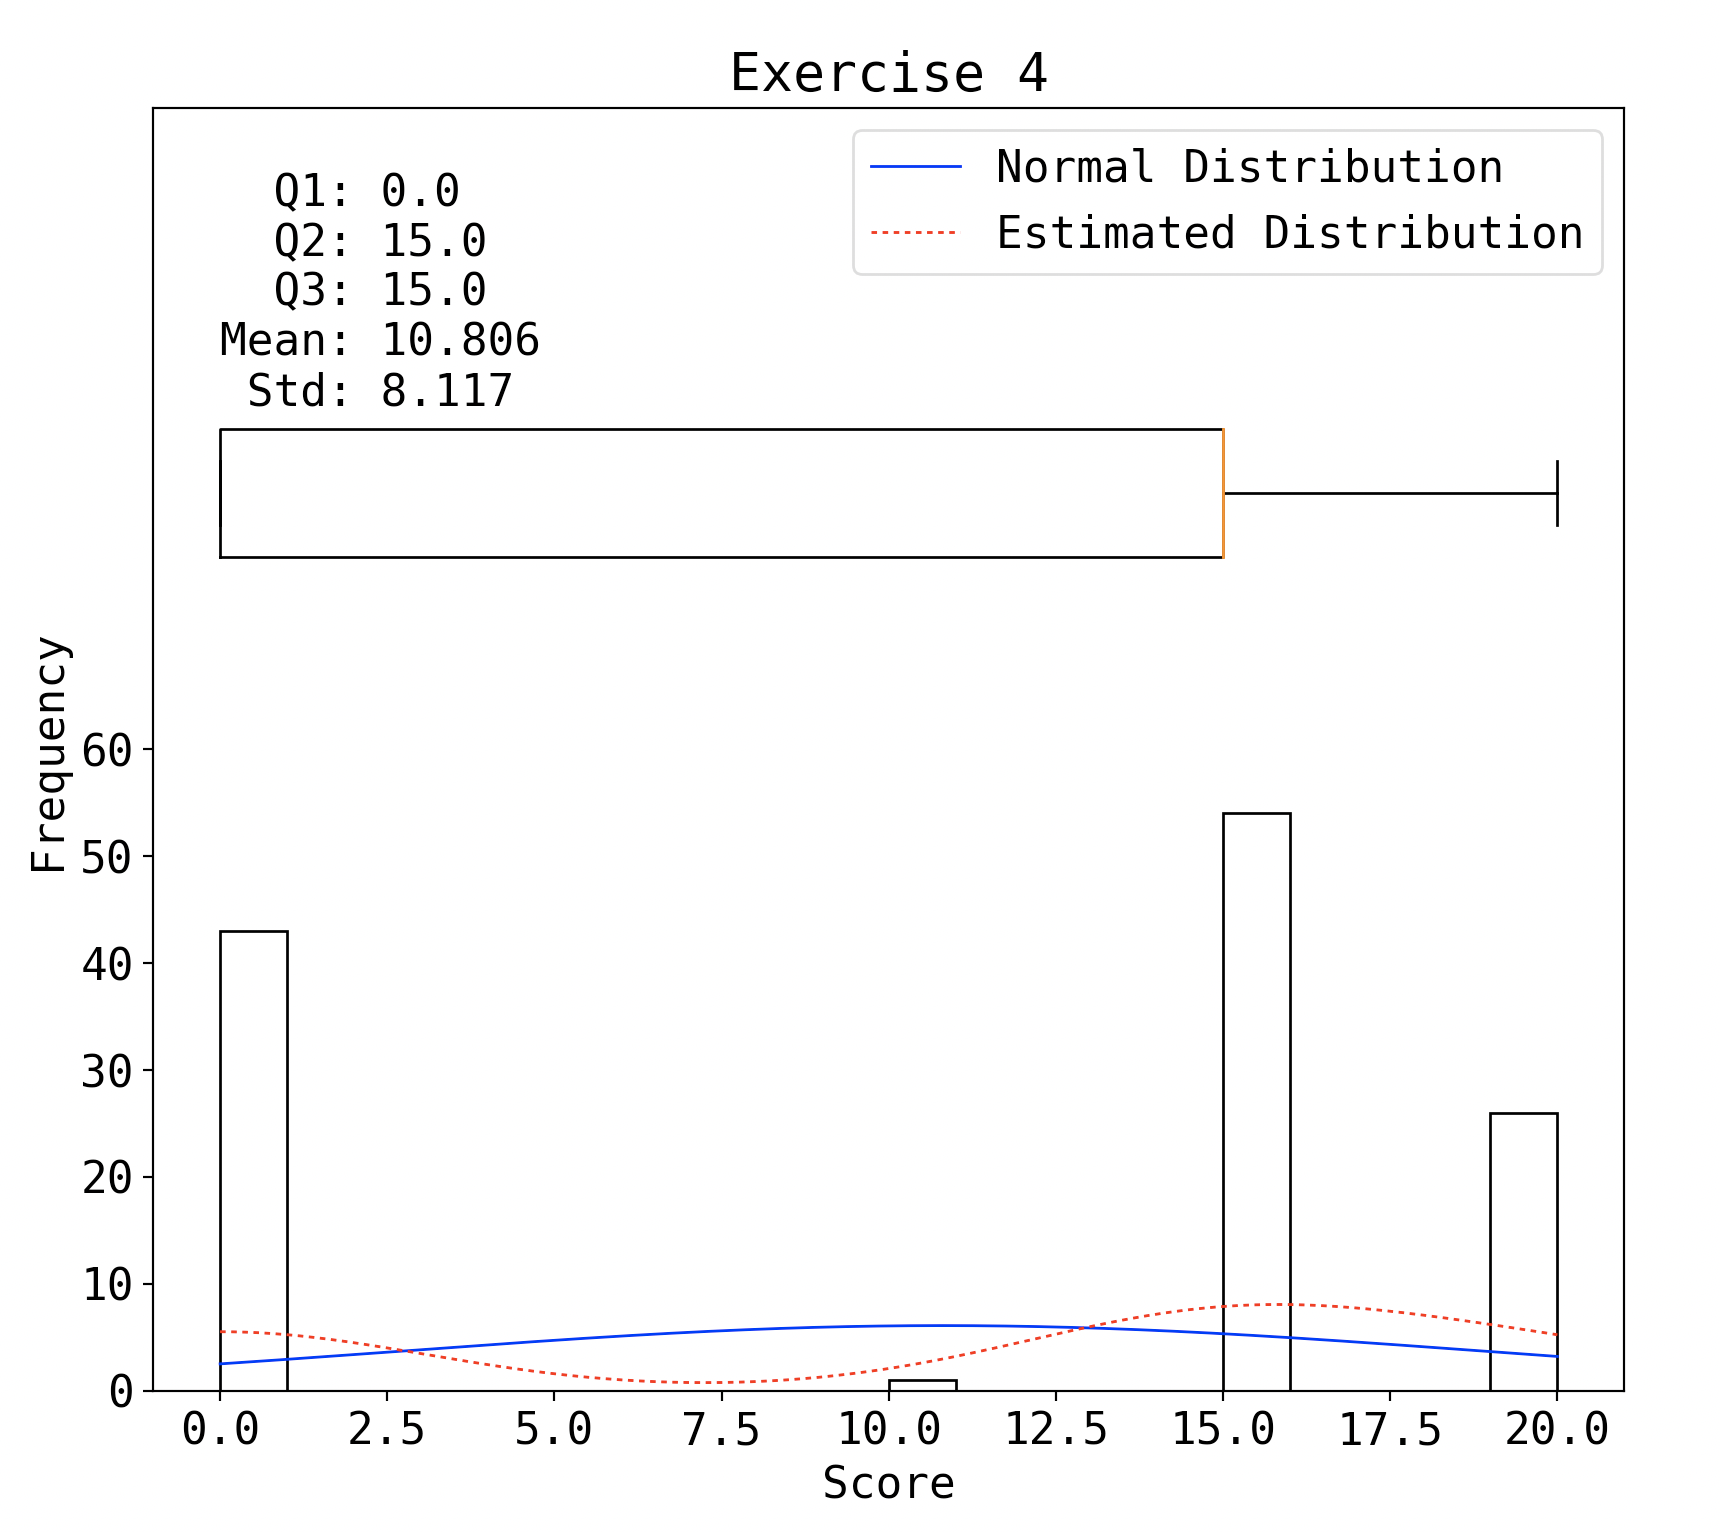 Exercise 4
Normal Distribution
Estimated Distribution
Q1: 0.0
Q2: 15.0
Q3: 15.0
Mean: 10.806
Std: 8.117
Frequency
60
50
40
30
20
10
0
0.0 2.5 5.0 7.5 10.0 12.5 15.0 17.5 20.0
Score